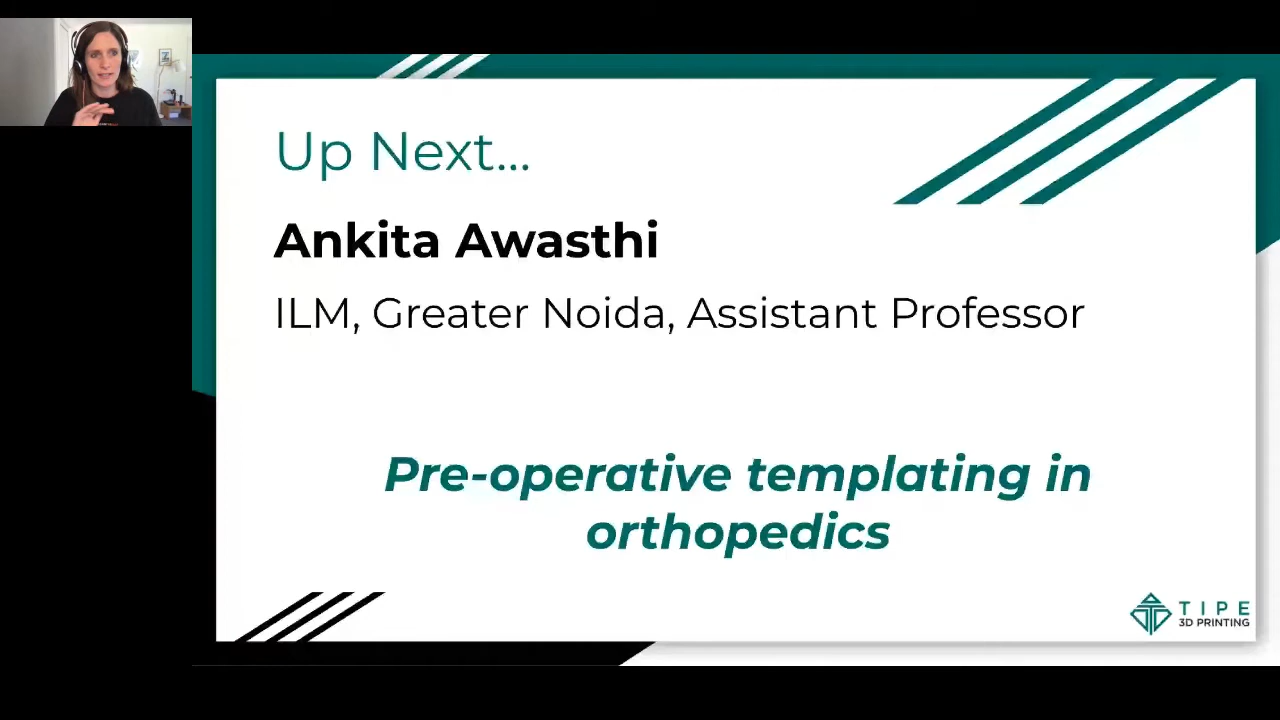 Up Next...
Ankita Awasthi
ILM, Greater Noida, Assistant Professor
Pre-operative templating in
orthopedics
TIPE
3D PRINTING